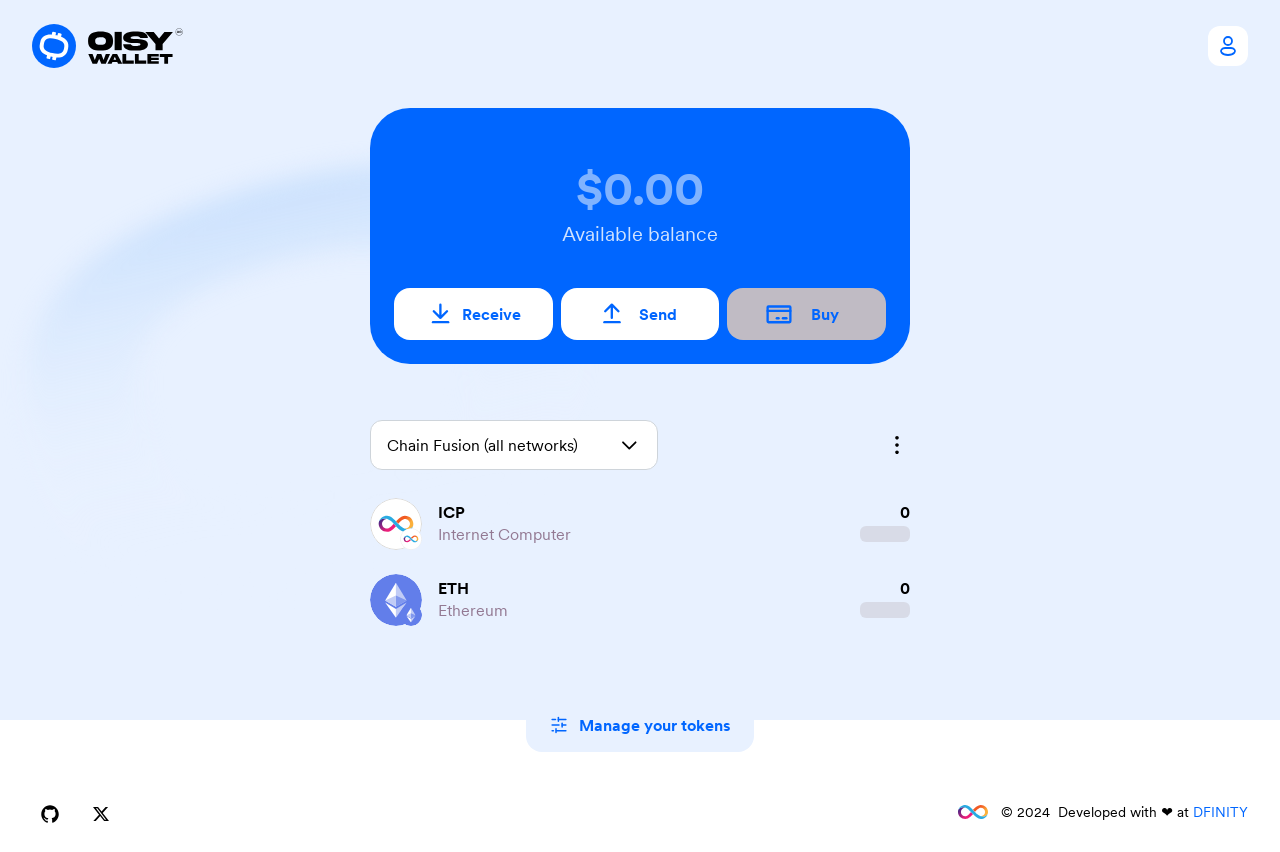 OISY
WALLET
$0.00
Available balance
Receive
Send
Buy
Chain Fusion (all networks)
ICP
0
Internet Computer
ETH
0
Ethereum
Manage your tokens
© 2024 Developed with ❤ at DFINITY